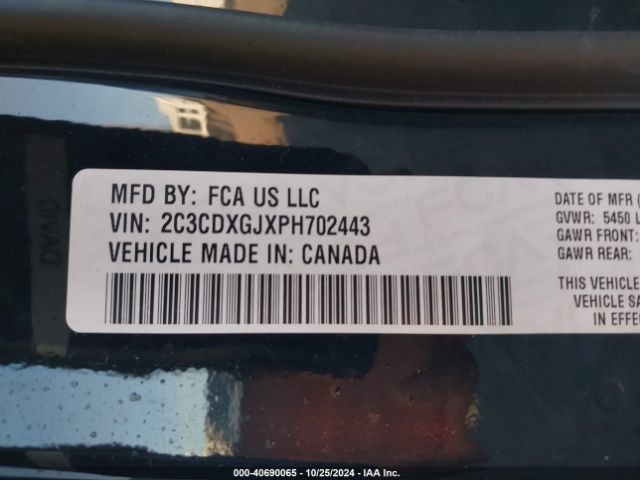 MFD BY: FCA US LLC
VIN: 2C3CDXGJXPH702443
VEHICLE MADE IN: CANADA
DATE OF MFR (
GVWR: 5450 L
GAWR FRONT:
GAWR REAR:
THIS VEHICLE
VEHICLE SA
IN EFFE
000-40690065 - 10/25/2024 - IAA Inc.